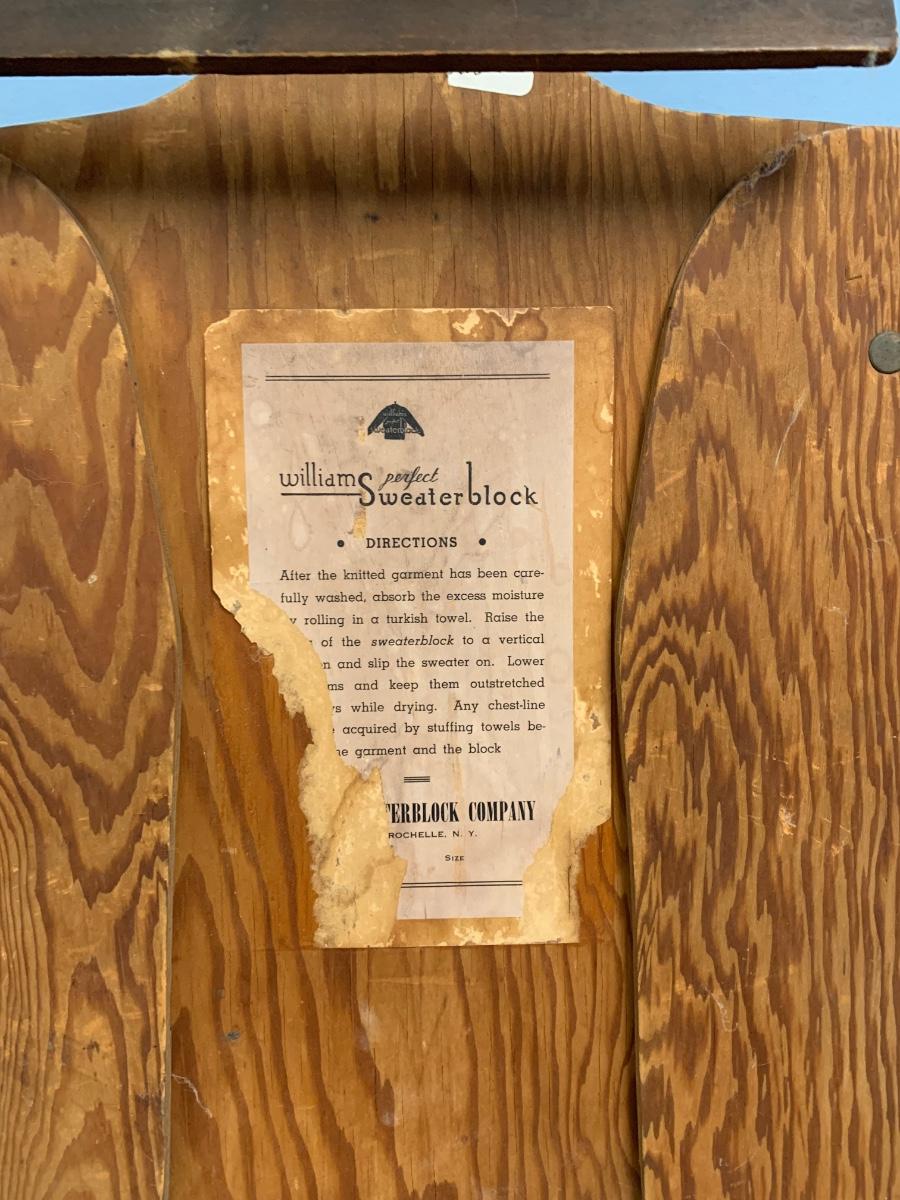 williams
perfect
sweaterblock
williamS perfect
Sweaterblock
• DIRECTIONS •
After the knitted garment has been care-
fully washed, absorb the excess moisture
y rolling in a turkish towel. Raise the
of the sweaterblock to a vertical
n and slip the sweater on. Lower
ms and keep them outstretched
s while drying. Any chest-line
acquired by stuffing towels be-
he garment and the block
TERBLOCK COMPANY
ROCHELLE, N. Y.
SIZE